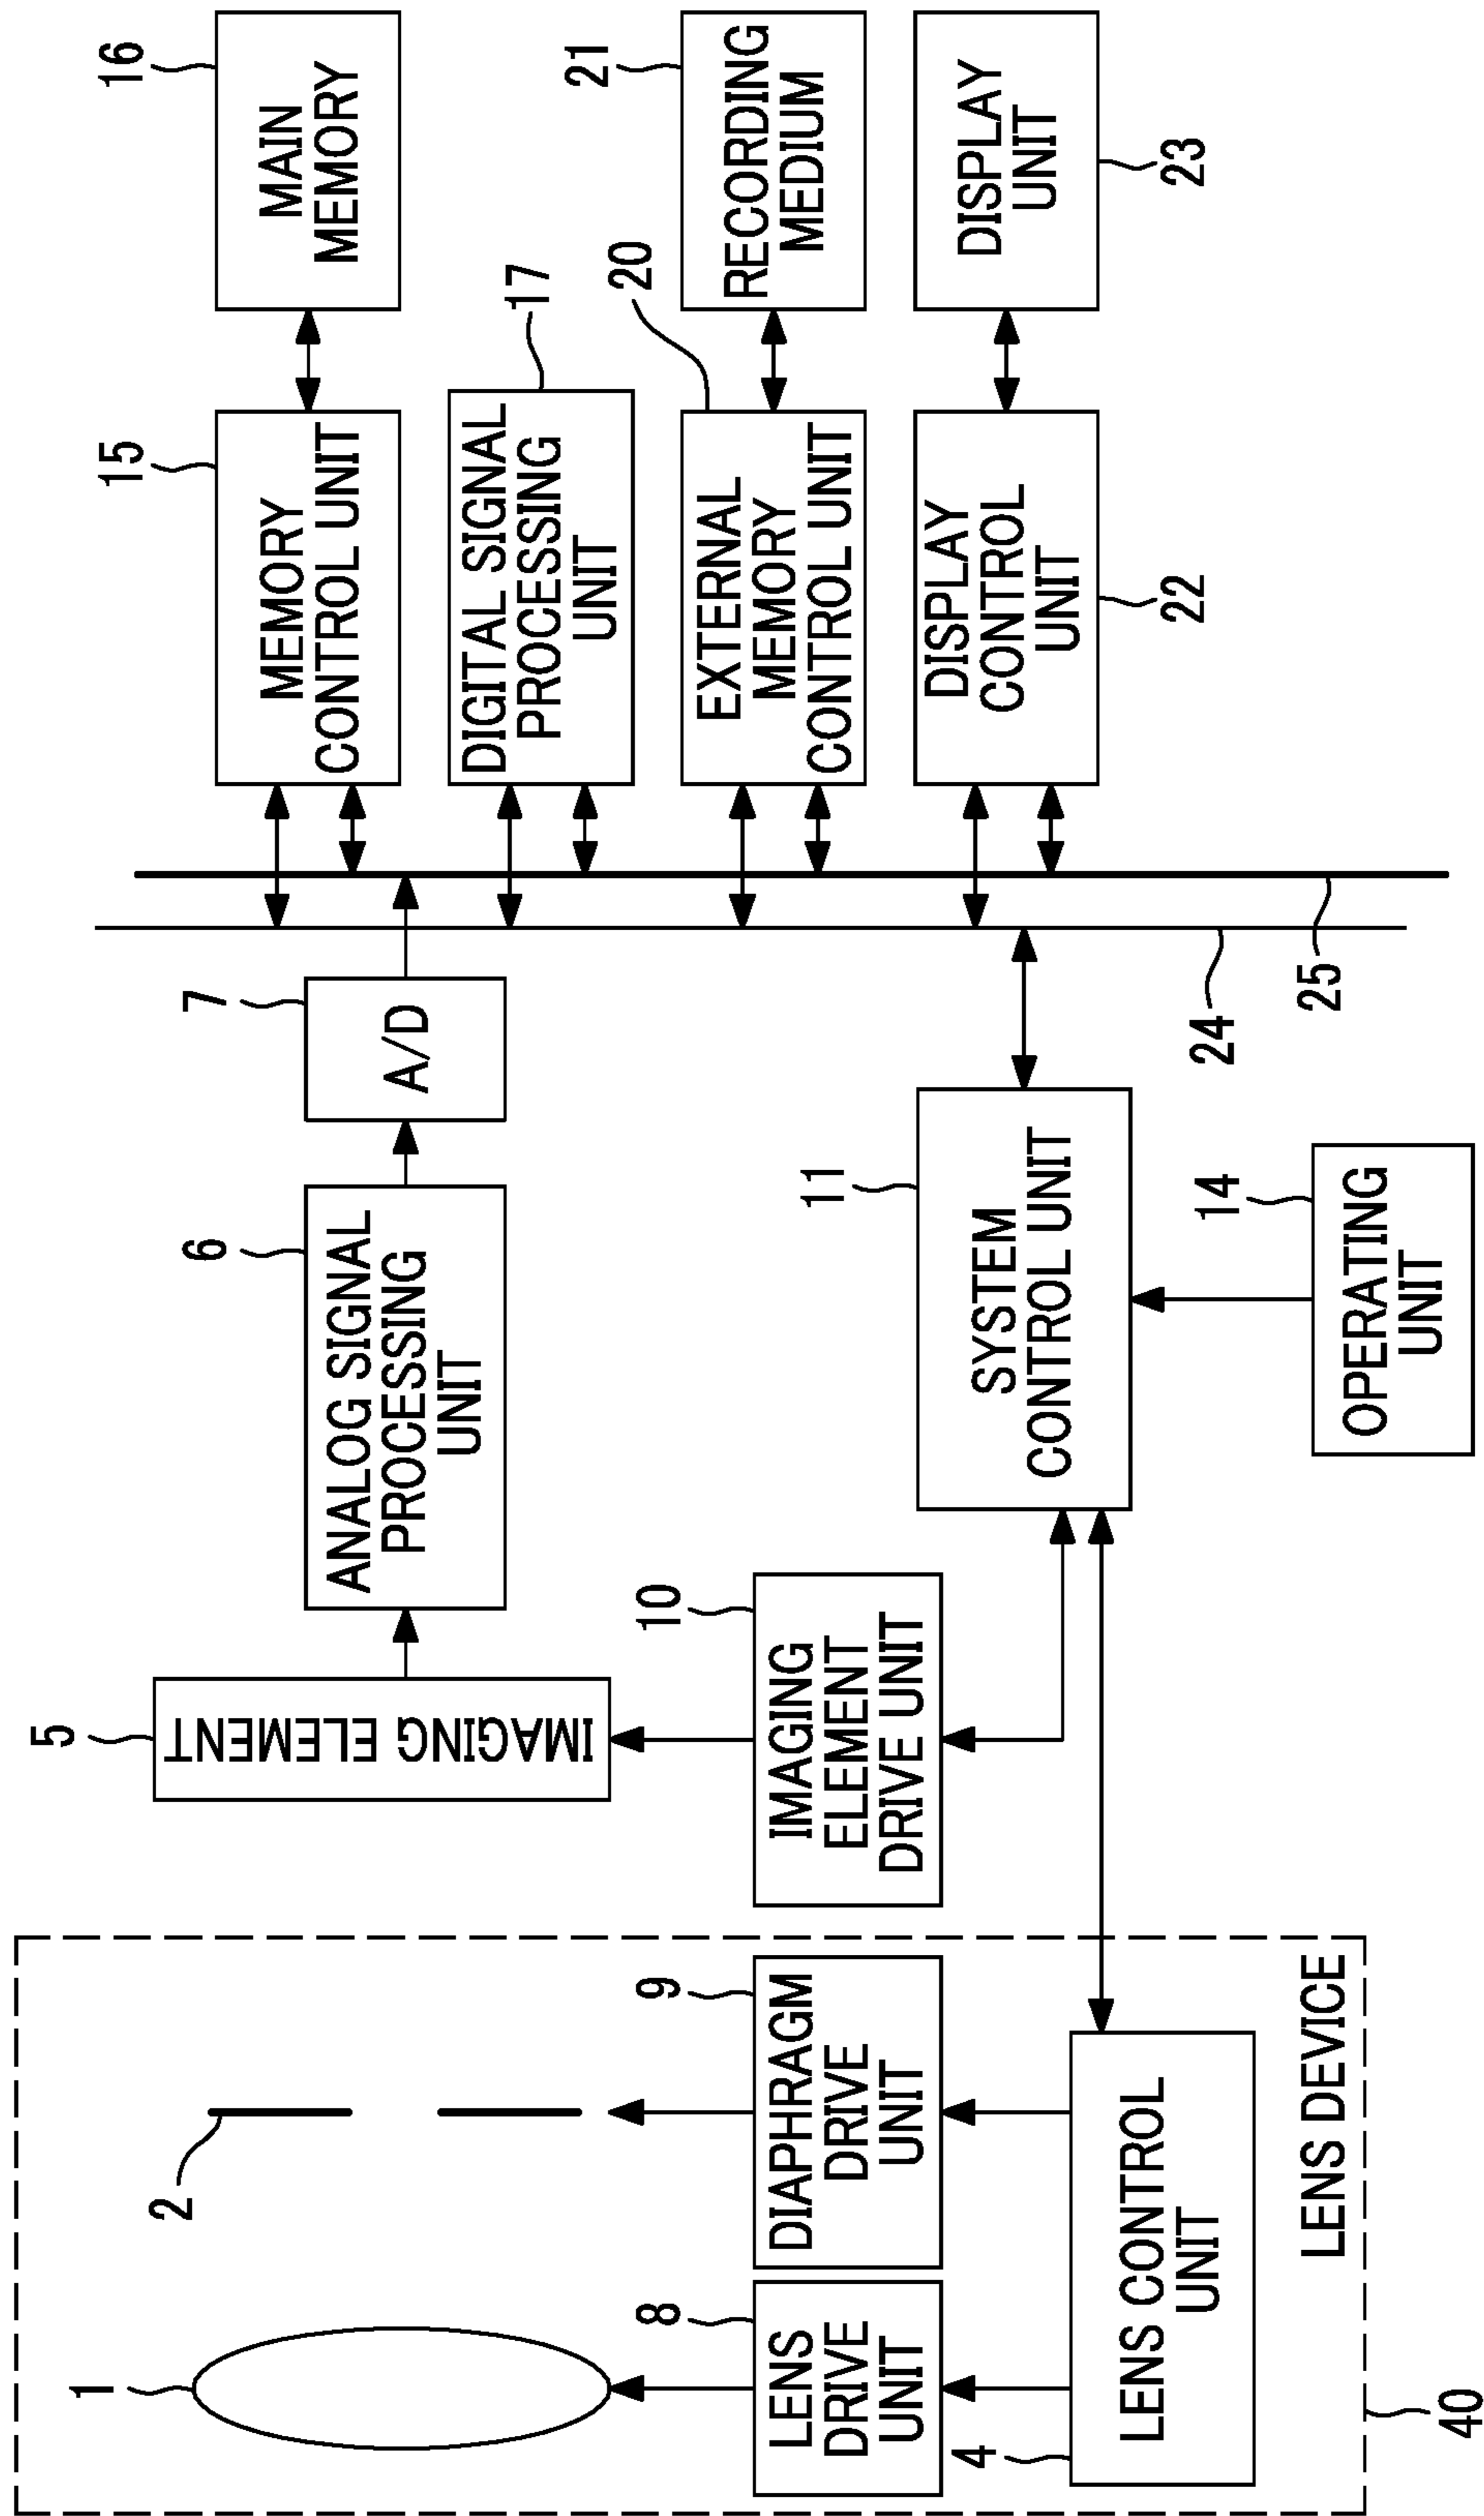 1
2
LENS
DRIVE
UNIT
8
DIAPHRAGM
DRIVE
UNIT
9
LENS CONTROL
UNIT
4
LENS DEVICE
40
5
IMAGING ELEMENT
IMAGING
ELEMENT
DRIVE UNIT
10
6
ANALOG SIGNAL
PROCESSING
UNIT
7
A/D
11
SYSTEM
CONTROL UNIT
14
OPERATING
UNIT
24
25
15
MEMORY
CONTROL UNIT
16
MAIN
MEMORY
17
DIGITAL SIGNAL
PROCESSING
UNIT
20
EXTERNAL
MEMORY
CONTROL UNIT
21
RECORDING
MEDIUM
DISPLAY
CONTROL
UNIT
22
DISPLAY
UNIT
23